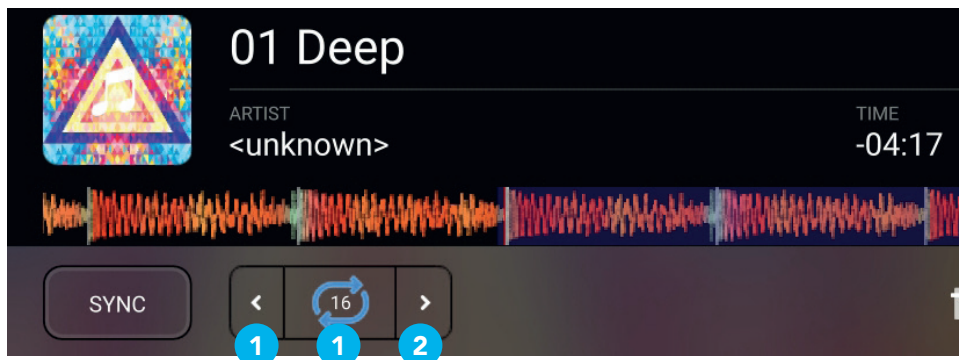 01 Deep
ARTIST
TIME
<unknown>
-04:17
SYNC
<
16
>
1
1
2